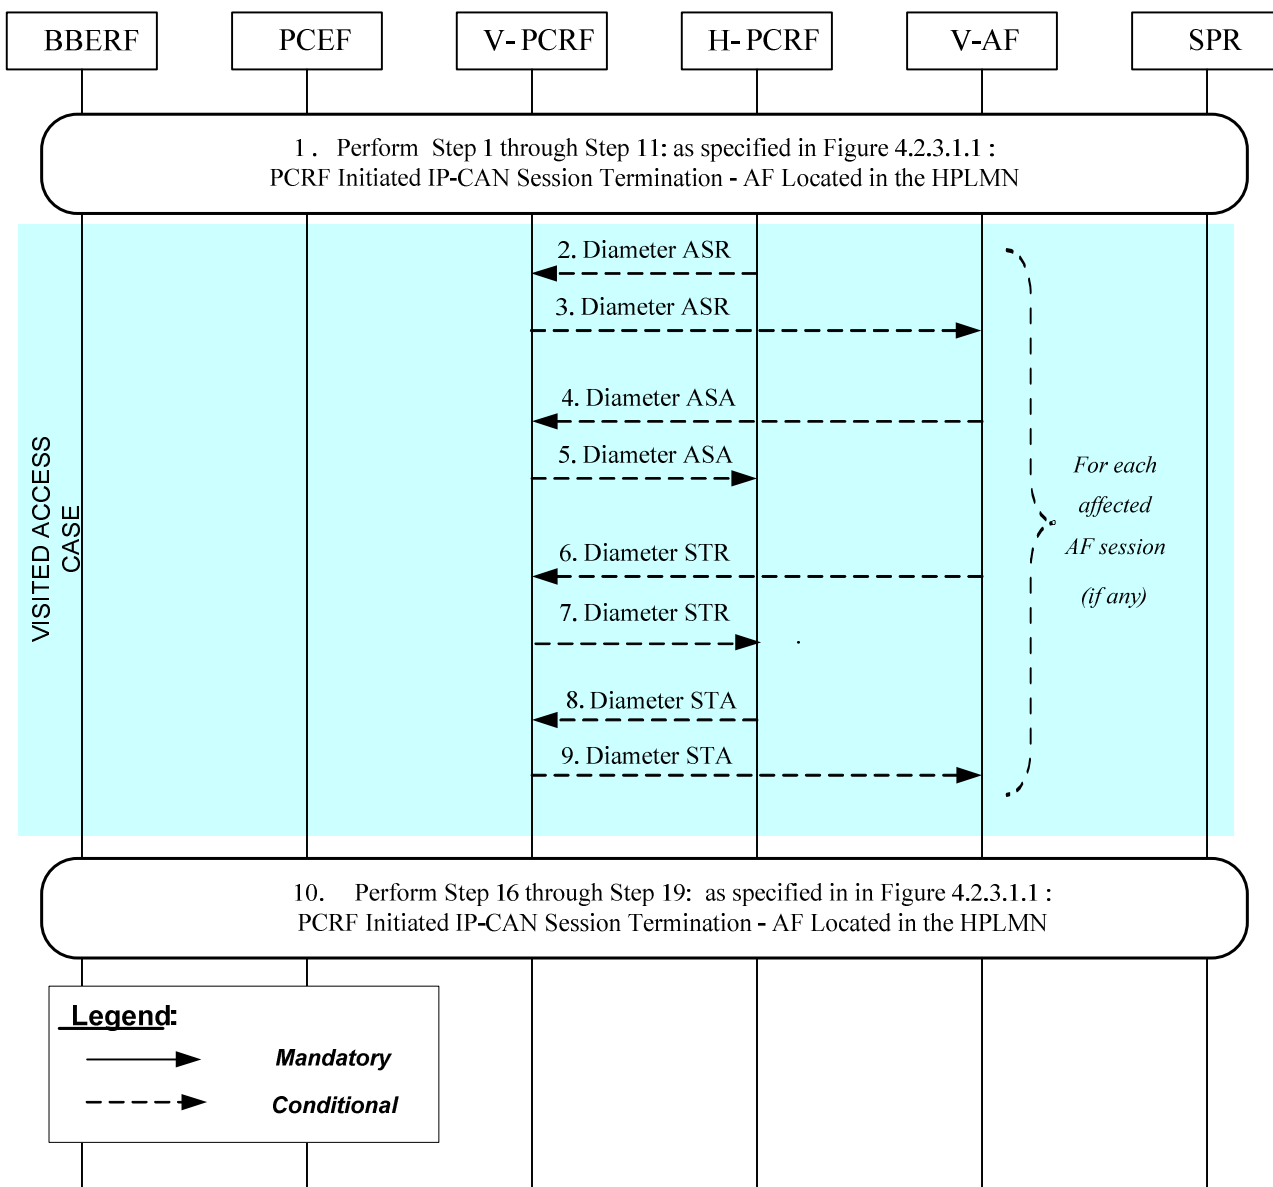 BBERF
PCEF
V-PCRF
H-PCRF
V-AF
SPR
1. Perform Step 1 through Step 11: as specified in Figure 4.2.3.1.1 :
PCRF Initiated IP-CAN Session Termination - AF Located in the HPLMN
2. Diameter ASR
3. Diameter ASR
4. Diameter ASA
5. Diameter ASA
6. Diameter STR
7. Diameter STR
8. Diameter STA
9. Diameter STA
For each
affected
AF session
(if any)
VISITED ACCESS
CASE
10. Perform Step 16 through Step 19: as specified in in Figure 4.2.3.1.1 :
PCRF Initiated IP-CAN Session Termination - AF Located in the HPLMN
Legend:
Mandatory
Conditional